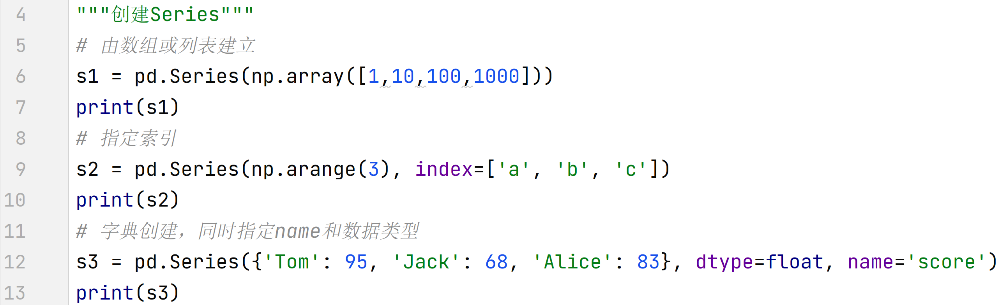 4 """创建Series"""
5 # 由数组或列表建立
6 s1 = pd.Series(np.array([1,10,100,1000]))
7 print(s1)
8 # 指定索引
9 s2 = pd.Series(np.arange(3), index=['a', 'b', 'c'])
10 print(s2)
11 # 字典创建，同时指定name和数据类型
12 s3 = pd.Series({'Tom': 95, 'Jack': 68, 'Alice': 83}, dtype=float, name='score')
13 print(s3)